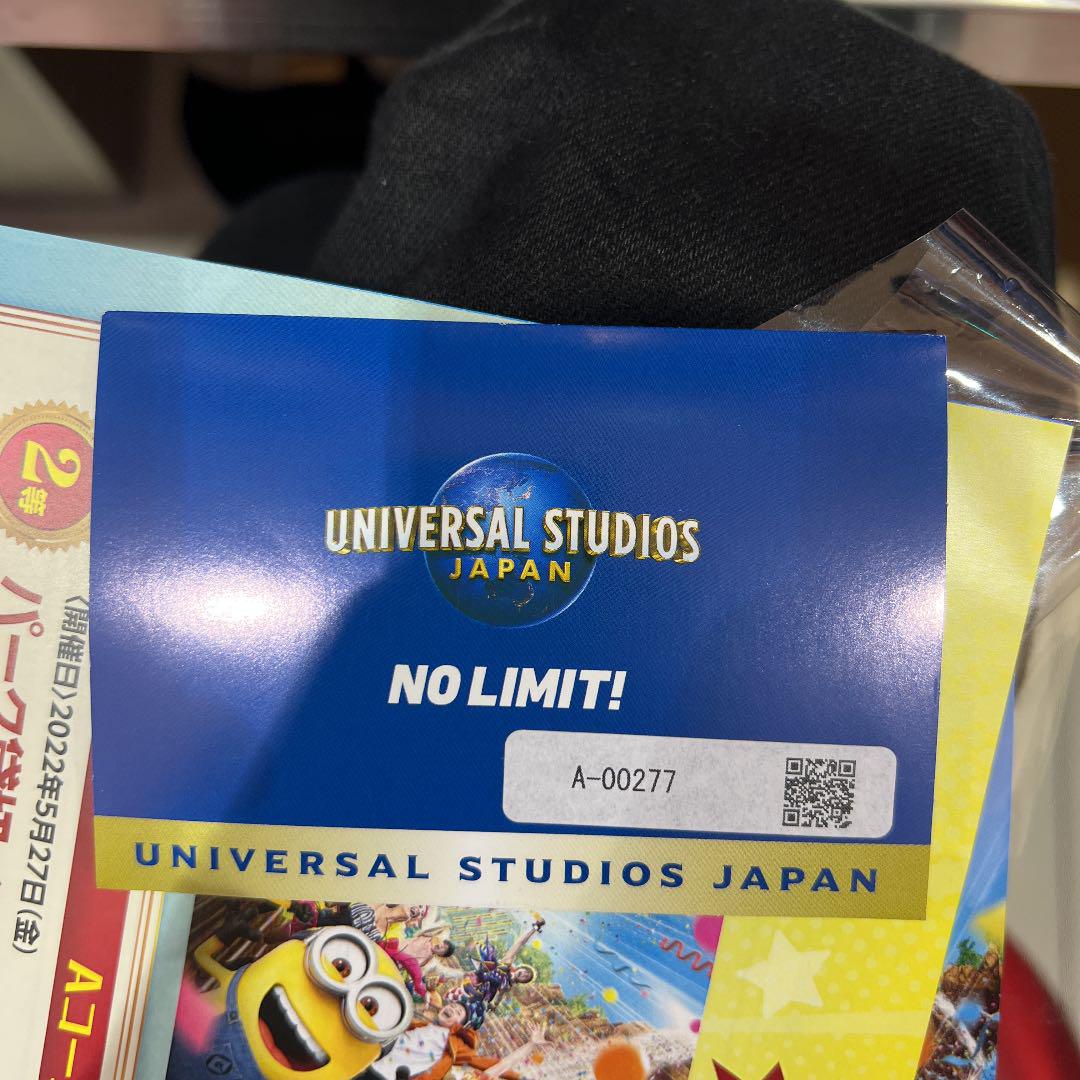 UNIVERSAL STUDIOS
JAPAN
NO LIMIT!
A-00277
UNIVERSAL STUDIOS JAPAN
2等
パーク貸切
〈開催日〉2022年5月27日(金)
Aコー